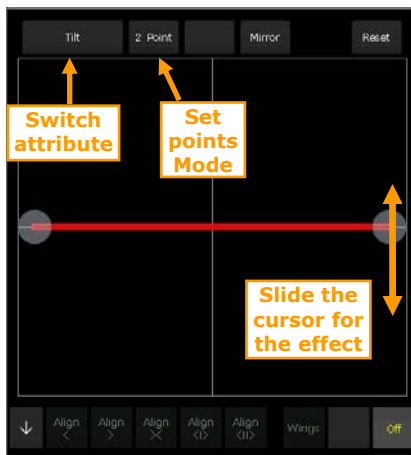 Tilt 2 Point Mirror Reset
Switch
attribute
Set
points
Mode
Slide the
cursor for
the effect
Align < Align > Align >< Align <I> Align <II> Wings Off